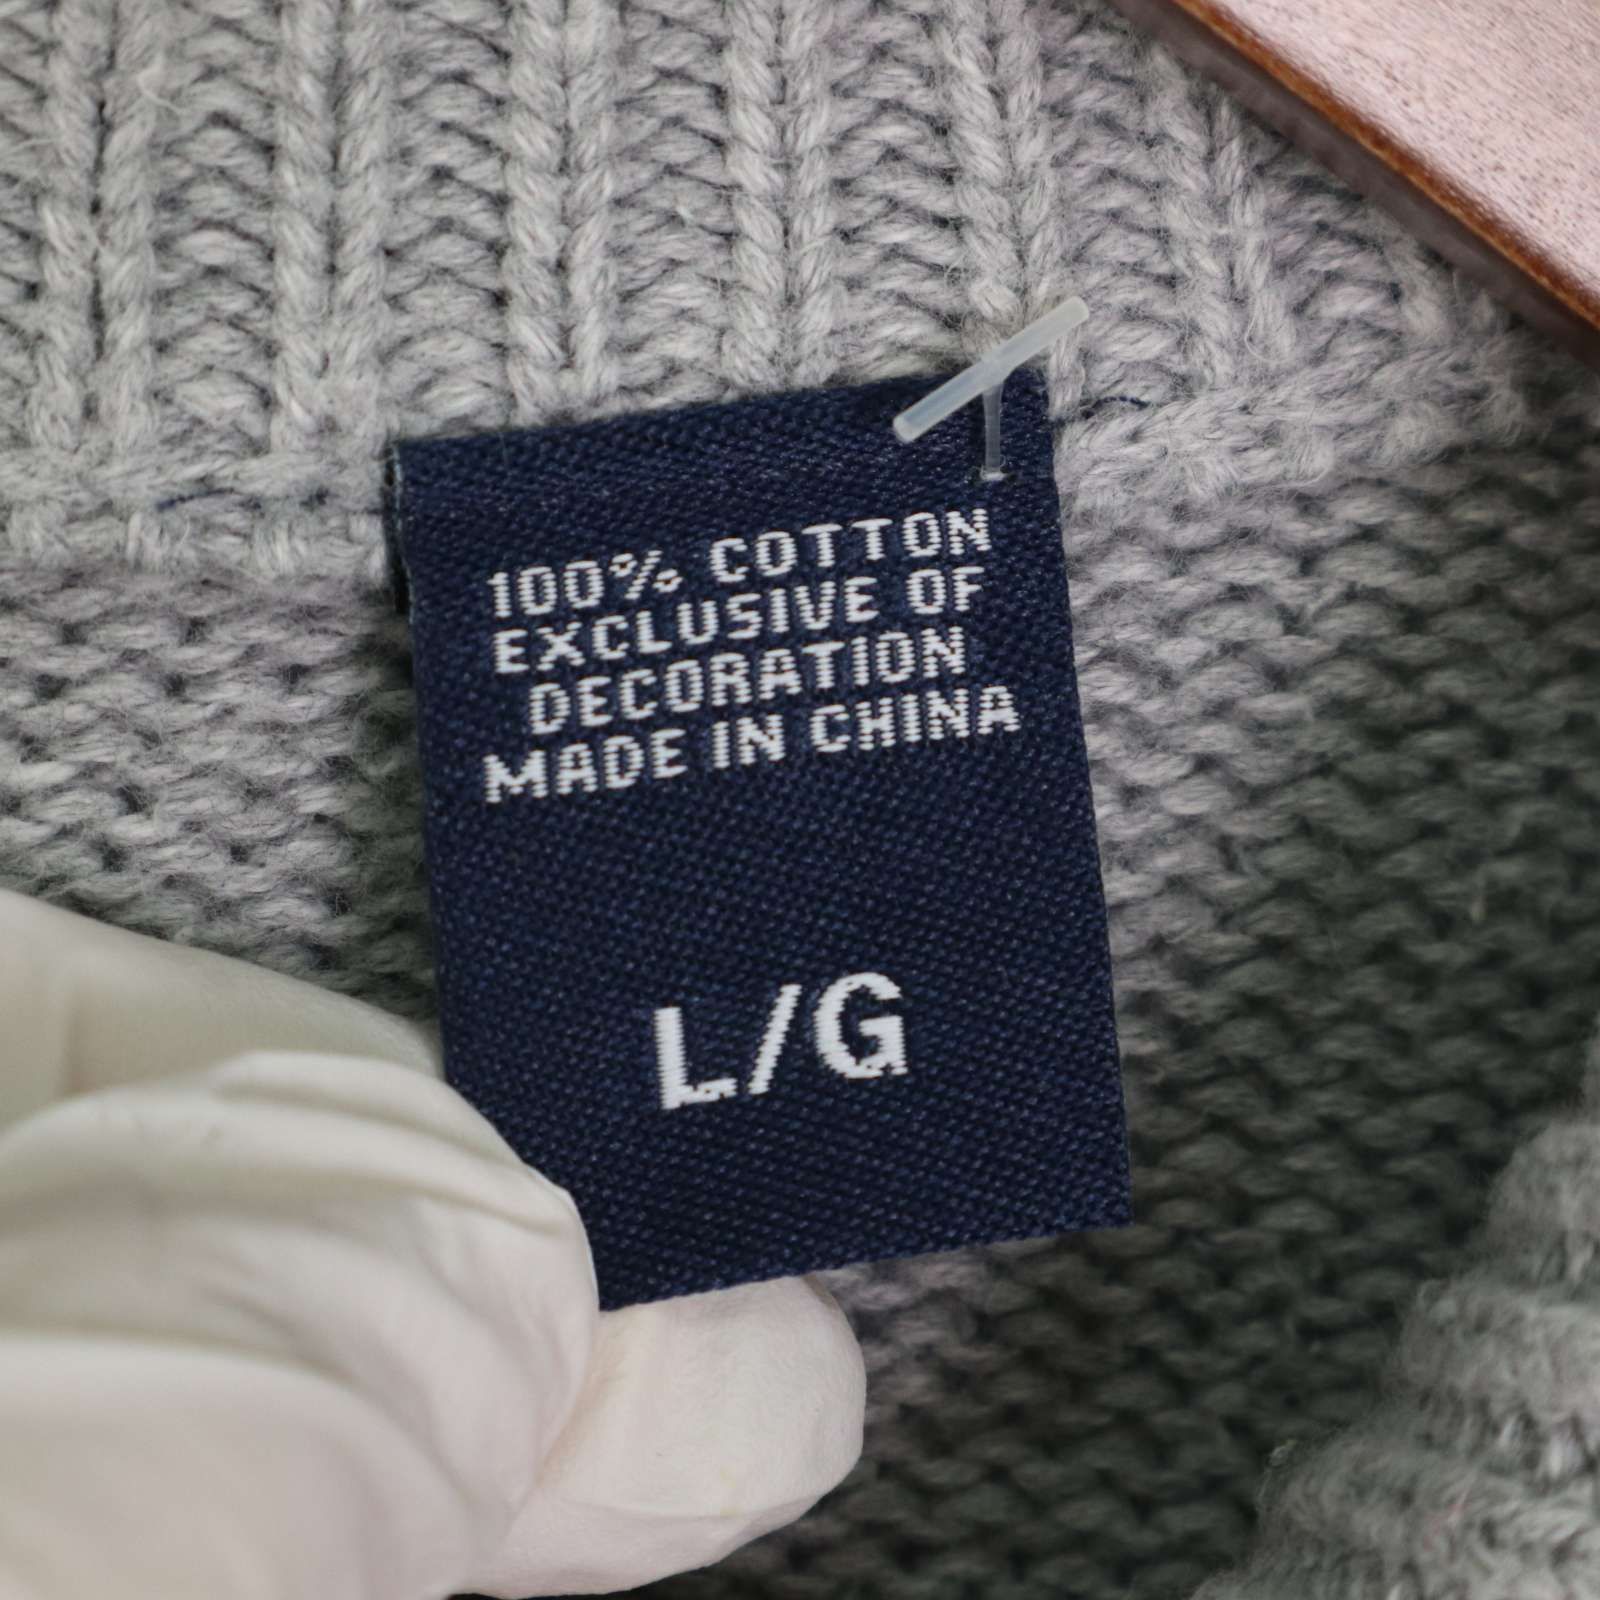 100% COTTON
EXCLUSIVE OF
DECORATION
MADE IN CHINA
L/G